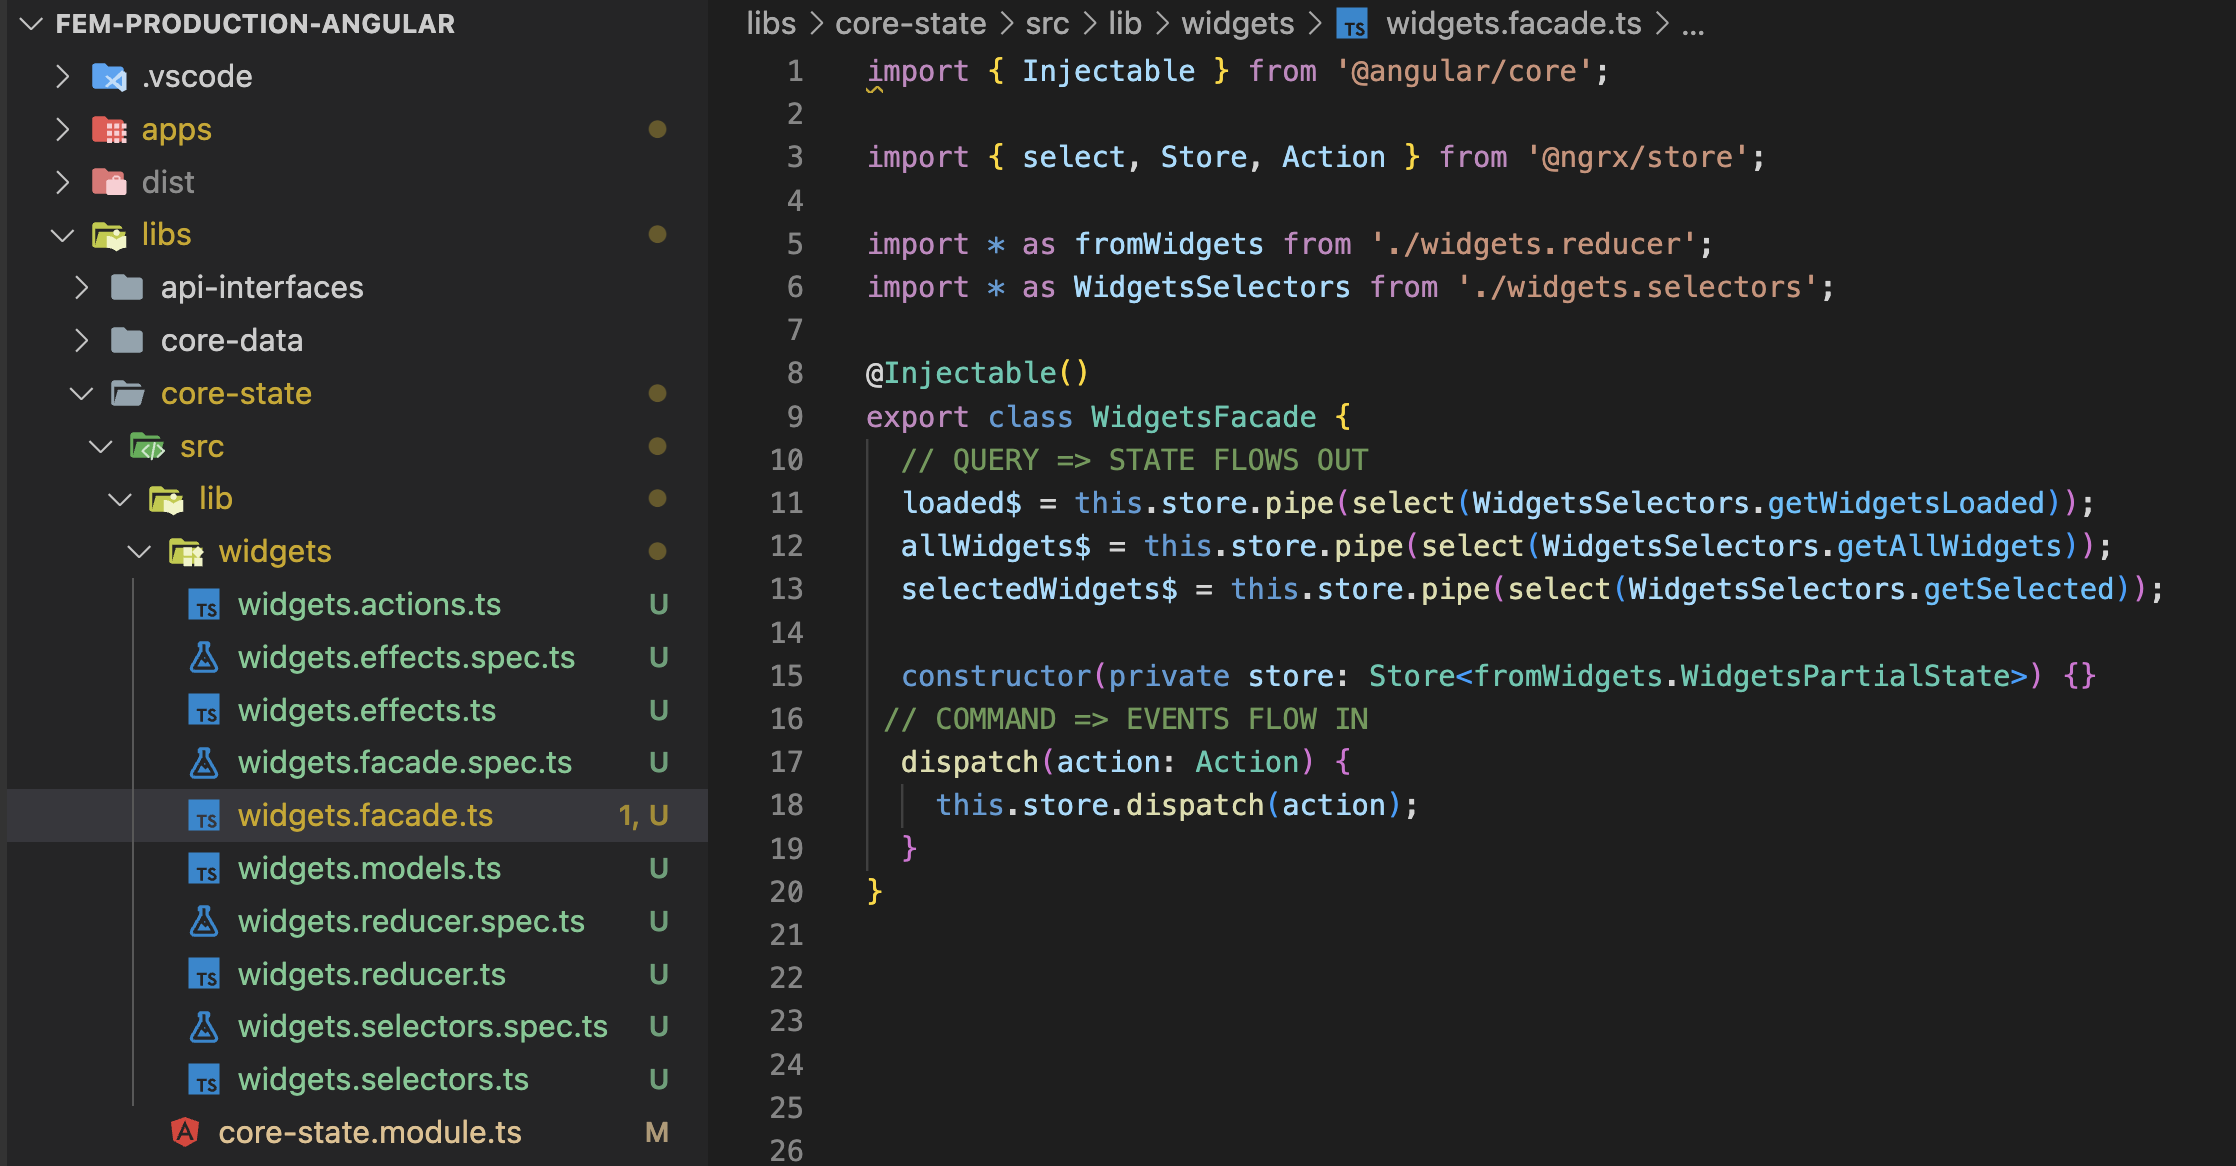 FEM-PRODUCTION-ANGULAR
.vscode
apps
dist
libs
api-interfaces
core-data
core-state
src
lib
widgets
widgets.actions.ts U
widgets.effects.spec.ts U
widgets.effects.ts U
widgets.facade.spec.ts U
widgets.facade.ts 1, U
widgets.models.ts U
widgets.reducer.spec.ts U
widgets.reducer.ts U
widgets.selectors.spec.ts U
widgets.selectors.ts U
core-state.module.ts M
libs > core-state > src > lib > widgets > TS widgets.facade.ts > ...
1 import { Injectable } from '@angular/core';
2
3 import { select, Store, Action } from '@ngrx/store';
4
5 import * as fromWidgets from './widgets.reducer';
6 import * as WidgetsSelectors from './widgets.selectors';
7
8 @Injectable()
9 export class WidgetsFacade {
10   // QUERY => STATE FLOWS OUT
11   loaded$ = this.store.pipe(select(WidgetsSelectors.getWidgetsLoaded));
12   allWidgets$ = this.store.pipe(select(WidgetsSelectors.getAllWidgets));
13   selectedWidgets$ = this.store.pipe(select(WidgetsSelectors.getSelected));
14
15   constructor(private store: Store<fromWidgets.WidgetsPartialState>) {}
16  // COMMAND => EVENTS FLOW IN
17   dispatch(action: Action) {
18     this.store.dispatch(action);
19   }
20 }
21
22
23
24
25
26